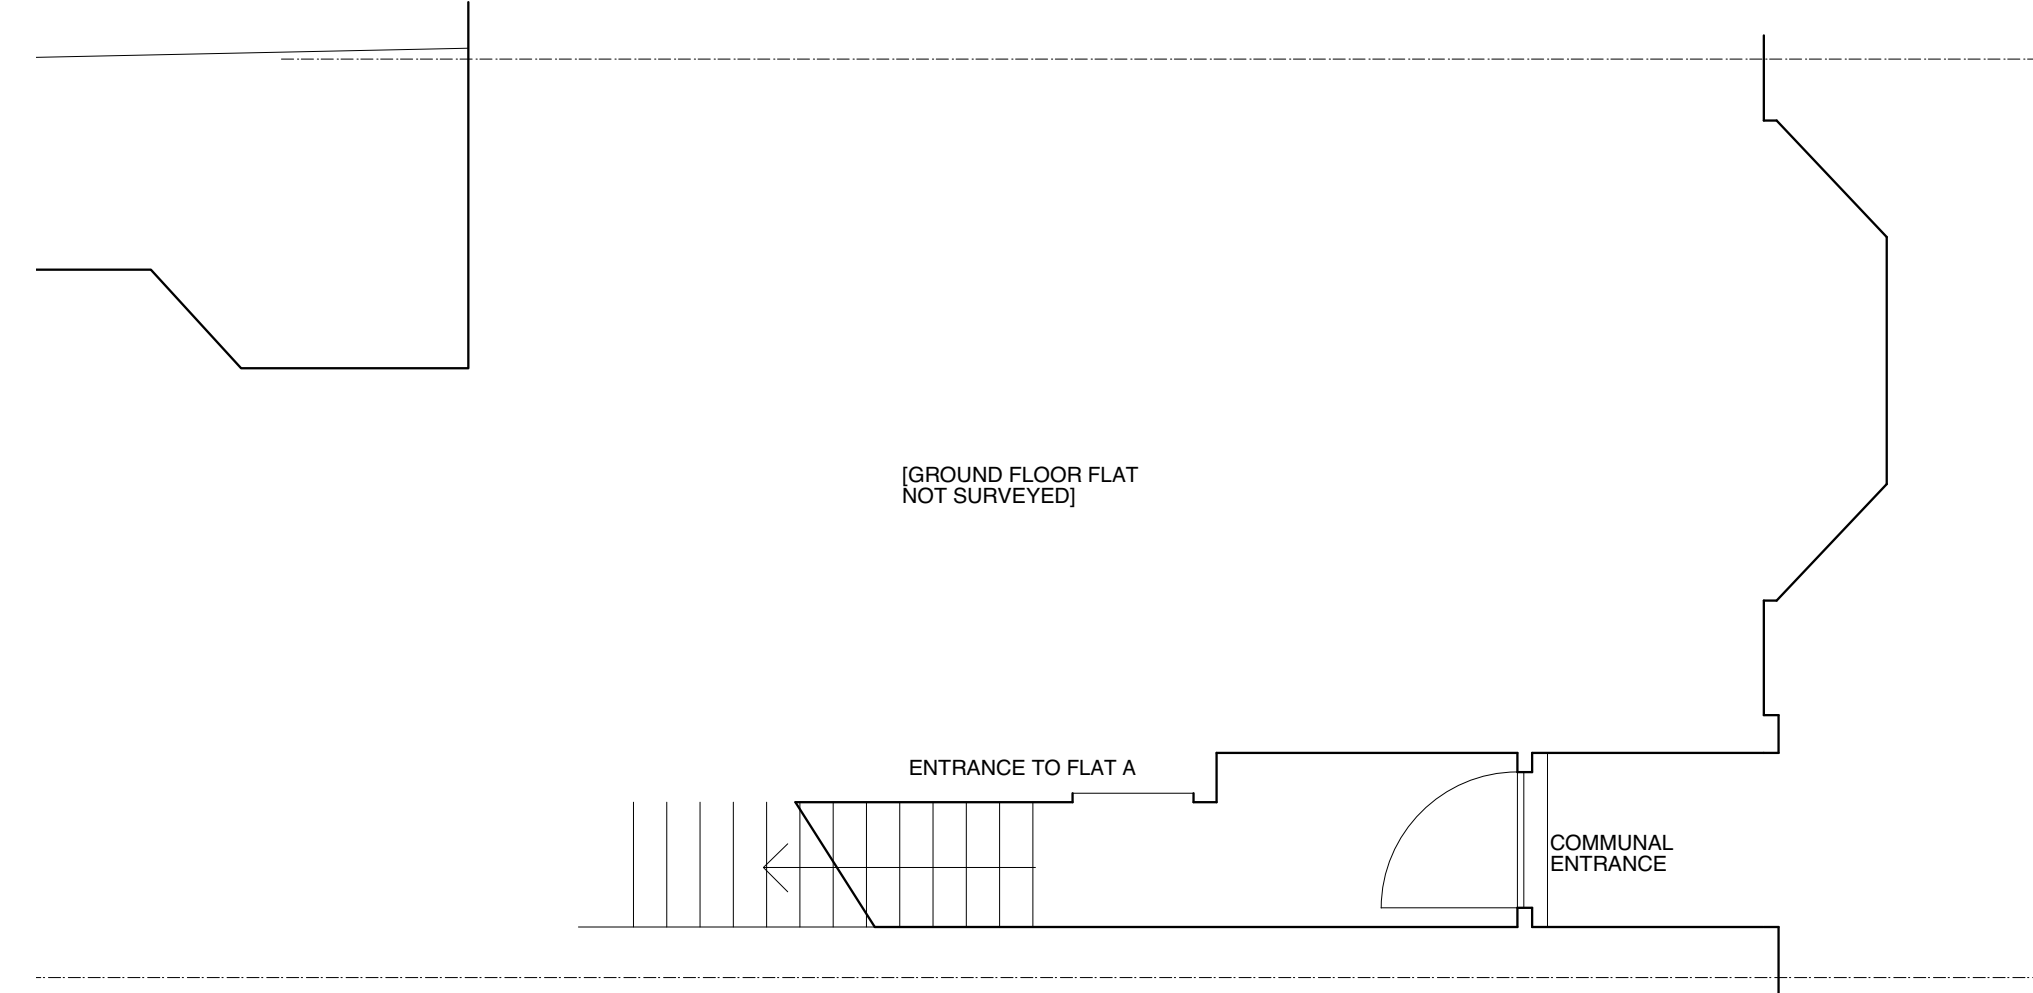 [GROUND FLOOR FLAT
NOT SURVEYED]
ENTRANCE TO FLAT A
COMMUNAL
ENTRANCE